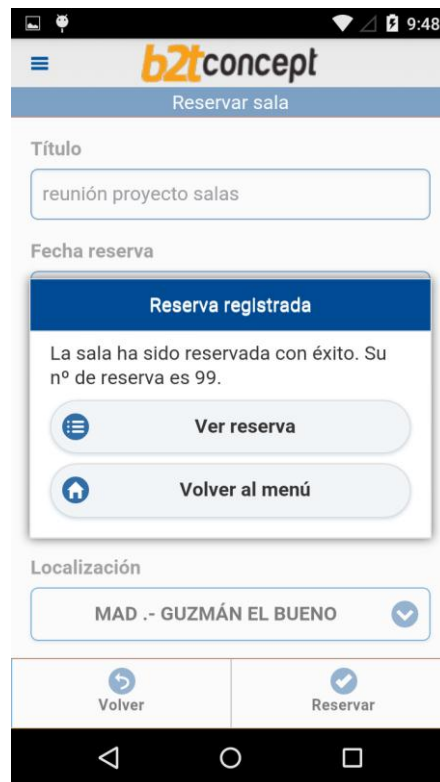 9:48
b2tconcept
Reservar sala
Título
reunión proyecto salas
Fecha reserva
Reserva registrada
La sala ha sido reservada con éxito. Su
nº de reserva es 99.
Ver reserva
Volver al menú
Localización
MAD .- GUZMÁN EL BUENO
Volver
Reservar